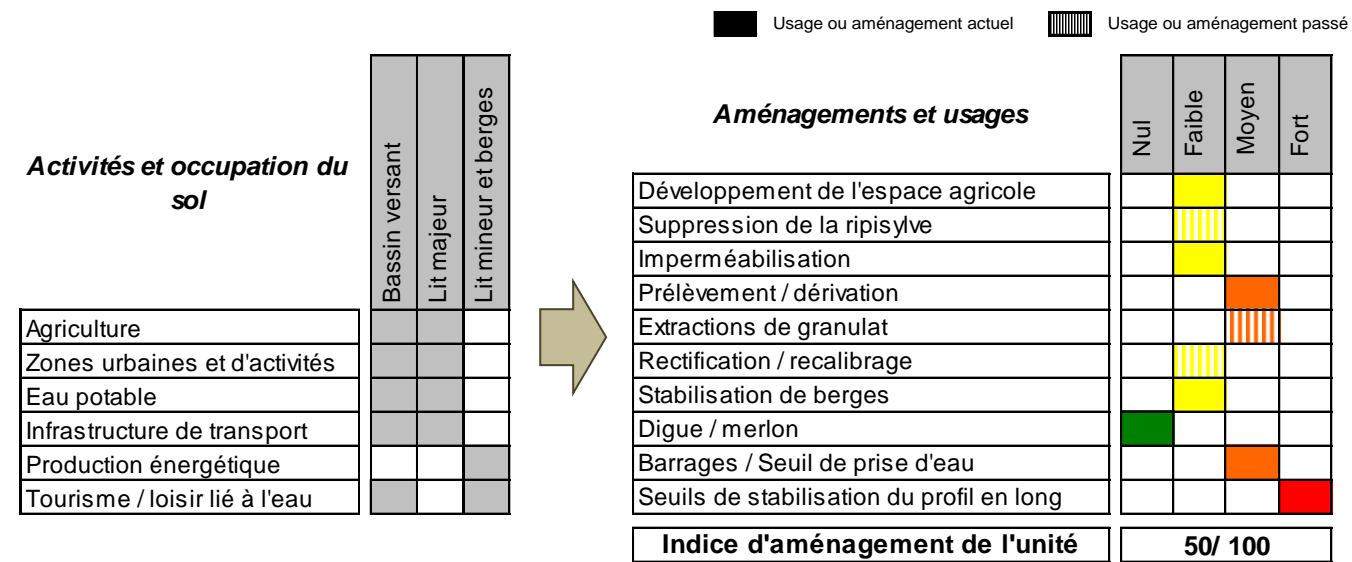 Usage ou aménagement actuel
Usage ou aménagement passé
Activités et occupation du
sol
Bassin versant
Lit majeur
Lit mineur et berges
Agriculture
Zones urbaines et d'activités
Eau potable
Infrastructure de transport
Production énergétique
Tourisme / loisir lié à l'eau
Aménagements et usages
Nul
Faible
Moyen
Fort
Développement de l'espace agricole
Suppression de la ripisylve
Imperméabilisation
Prélèvement / dérivation
Extractions de granulat
Rectification / recalibrage
Stabilisation de berges
Digue / merlon
Barrages / Seuil de prise d'eau
Seuils de stabilisation du profil en long
Indice d'aménagement de l'unité
50/ 100